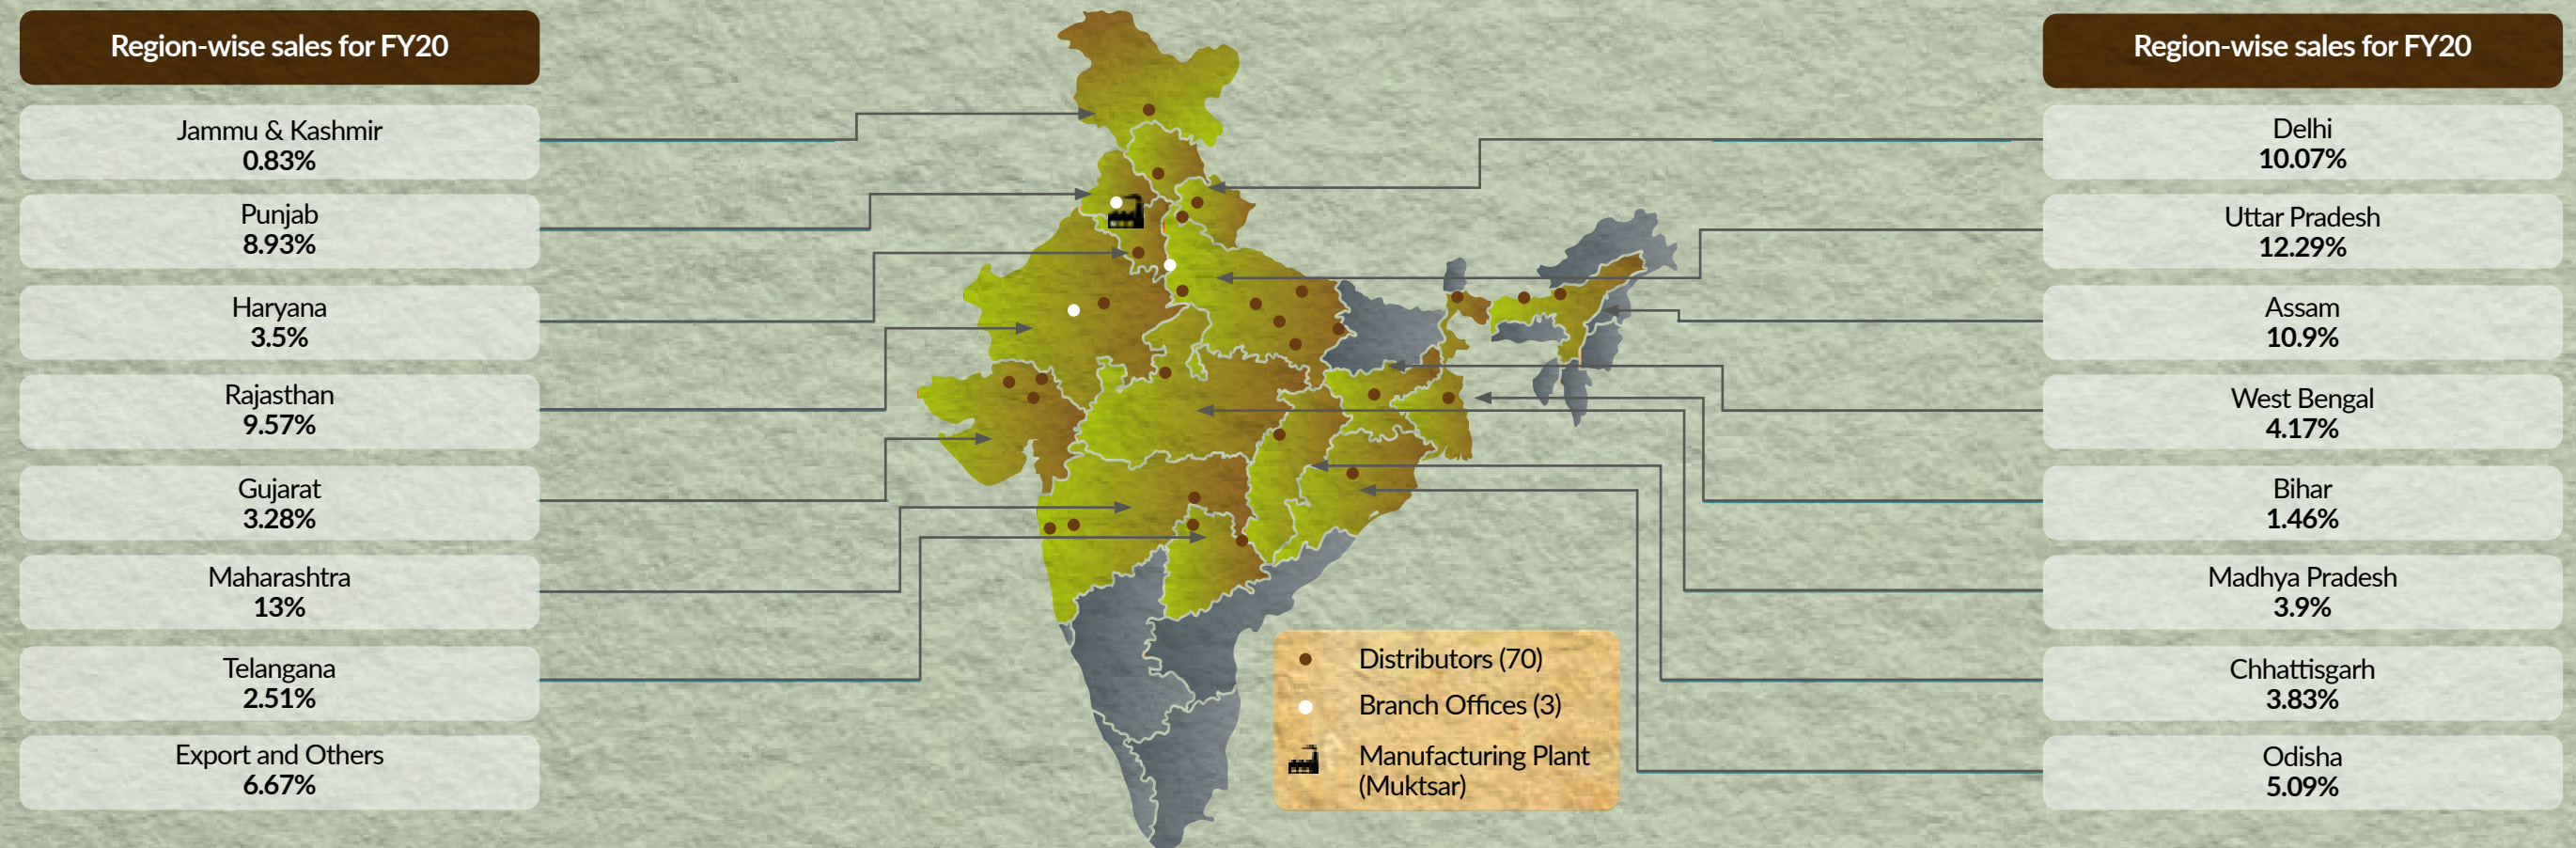 Region-wise sales for FY20
Jammu & Kashmir
0.83%
Punjab
8.93%
Haryana
3.5%
Rajasthan
9.57%
Gujarat
3.28%
Maharashtra
13%
Telangana
2.51%
Export and Others
6.67%
Distributors (70)
Branch Offices (3)
Manufacturing Plant
(Muktsar)
Region-wise sales for FY20
Delhi
10.07%
Uttar Pradesh
12.29%
Assam
10.9%
West Bengal
4.17%
Bihar
1.46%
Madhya Pradesh
3.9%
Chhattisgarh
3.83%
Odisha
5.09%